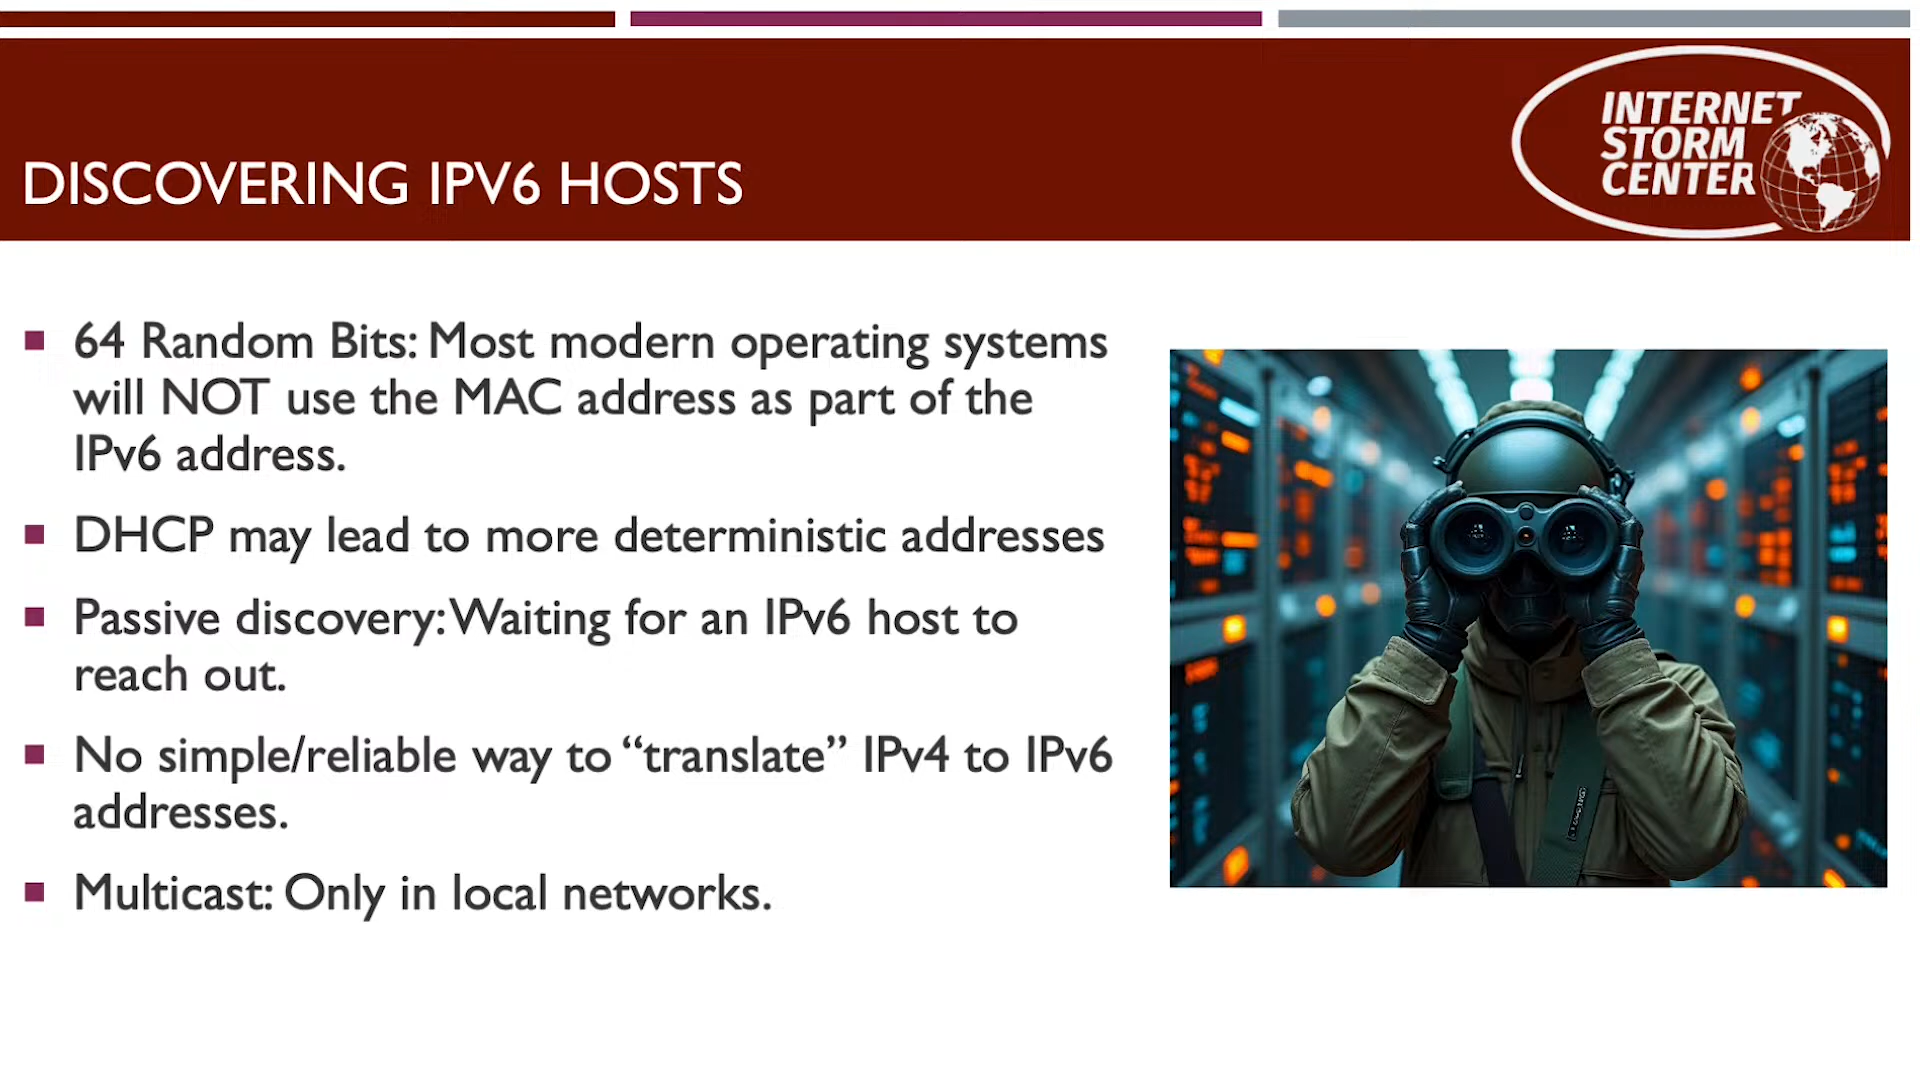 DISCOVERING IPV6 HOSTS
INTERNET
STORM
CENTER
64 Random Bits: Most modern operating systems
will NOT use the MAC address as part of the
IPv6 address.
DHCP may lead to more deterministic addresses
Passive discovery: Waiting for an IPv6 host to
reach out.
No simple/reliable way to “translate” IPv4 to IPv6
addresses.
Multicast: Only in local networks.